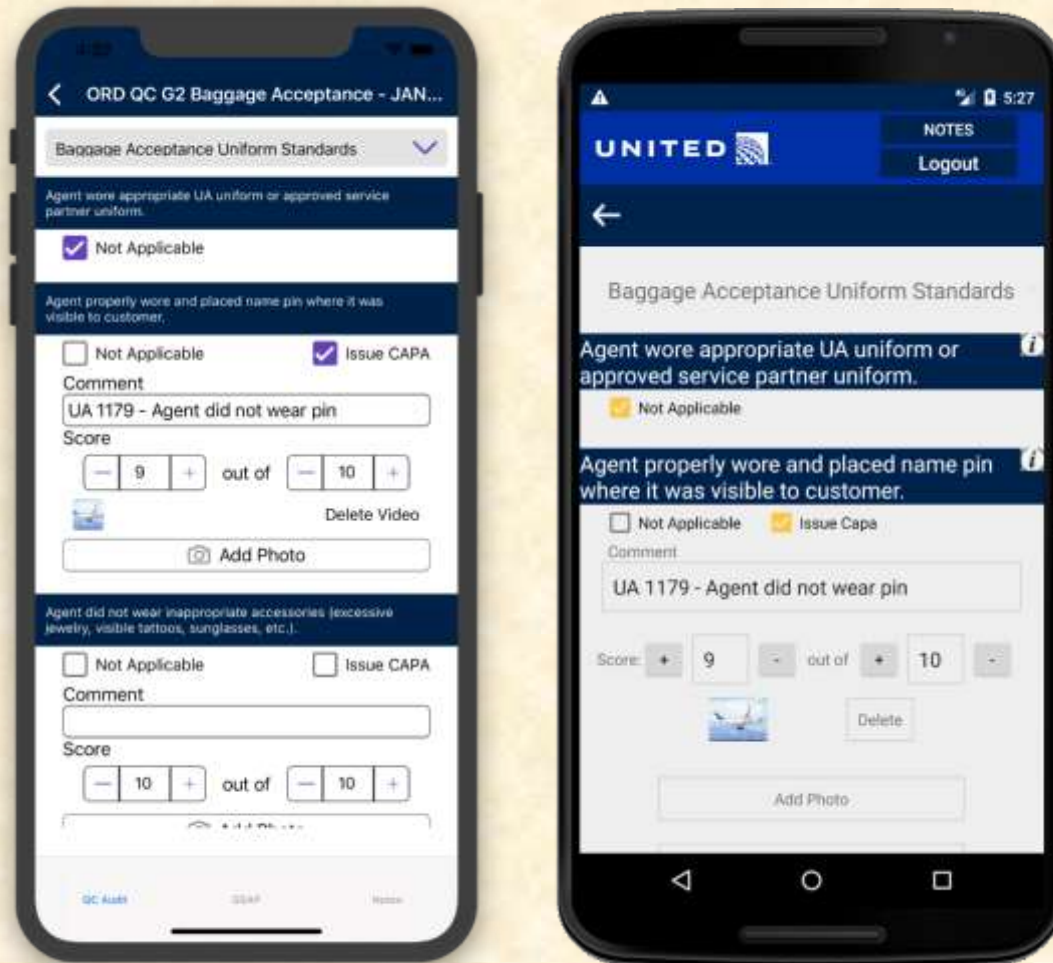 ORD QC G2 Baggage Acceptance - JAN...
Baggage Acceptance Uniform Standards
Agent wore appropriate UA uniform or approved service
partner uniform.
Not Applicable
Agent properly wore and placed name pin where it was
visible to customer.
Not Applicable Issue CAPA
Comment
UA 1179 - Agent did not wear pin
Score
— 9 + out of — 10 +
Delete Video
Add Photo
Agent did not wear inappropriate accessories (excessive
jewelry, visible tattoos, sunglasses, etc.).
Not Applicable Issue CAPA
Comment
Score
— 10 + out of — 10 +
Add Photo
QC Audit Notes
5:27
UNITED
NOTES
Logout
Baggage Acceptance Uniform Standards
Agent wore appropriate UA uniform or
approved service partner uniform.
Not Applicable
Agent properly wore and placed name pin
where it was visible to customer.
Not Applicable Issue Capa
Comment
UA 1179 - Agent did not wear pin
Score: + 9 - out of + 10 -
Delete
Add Photo